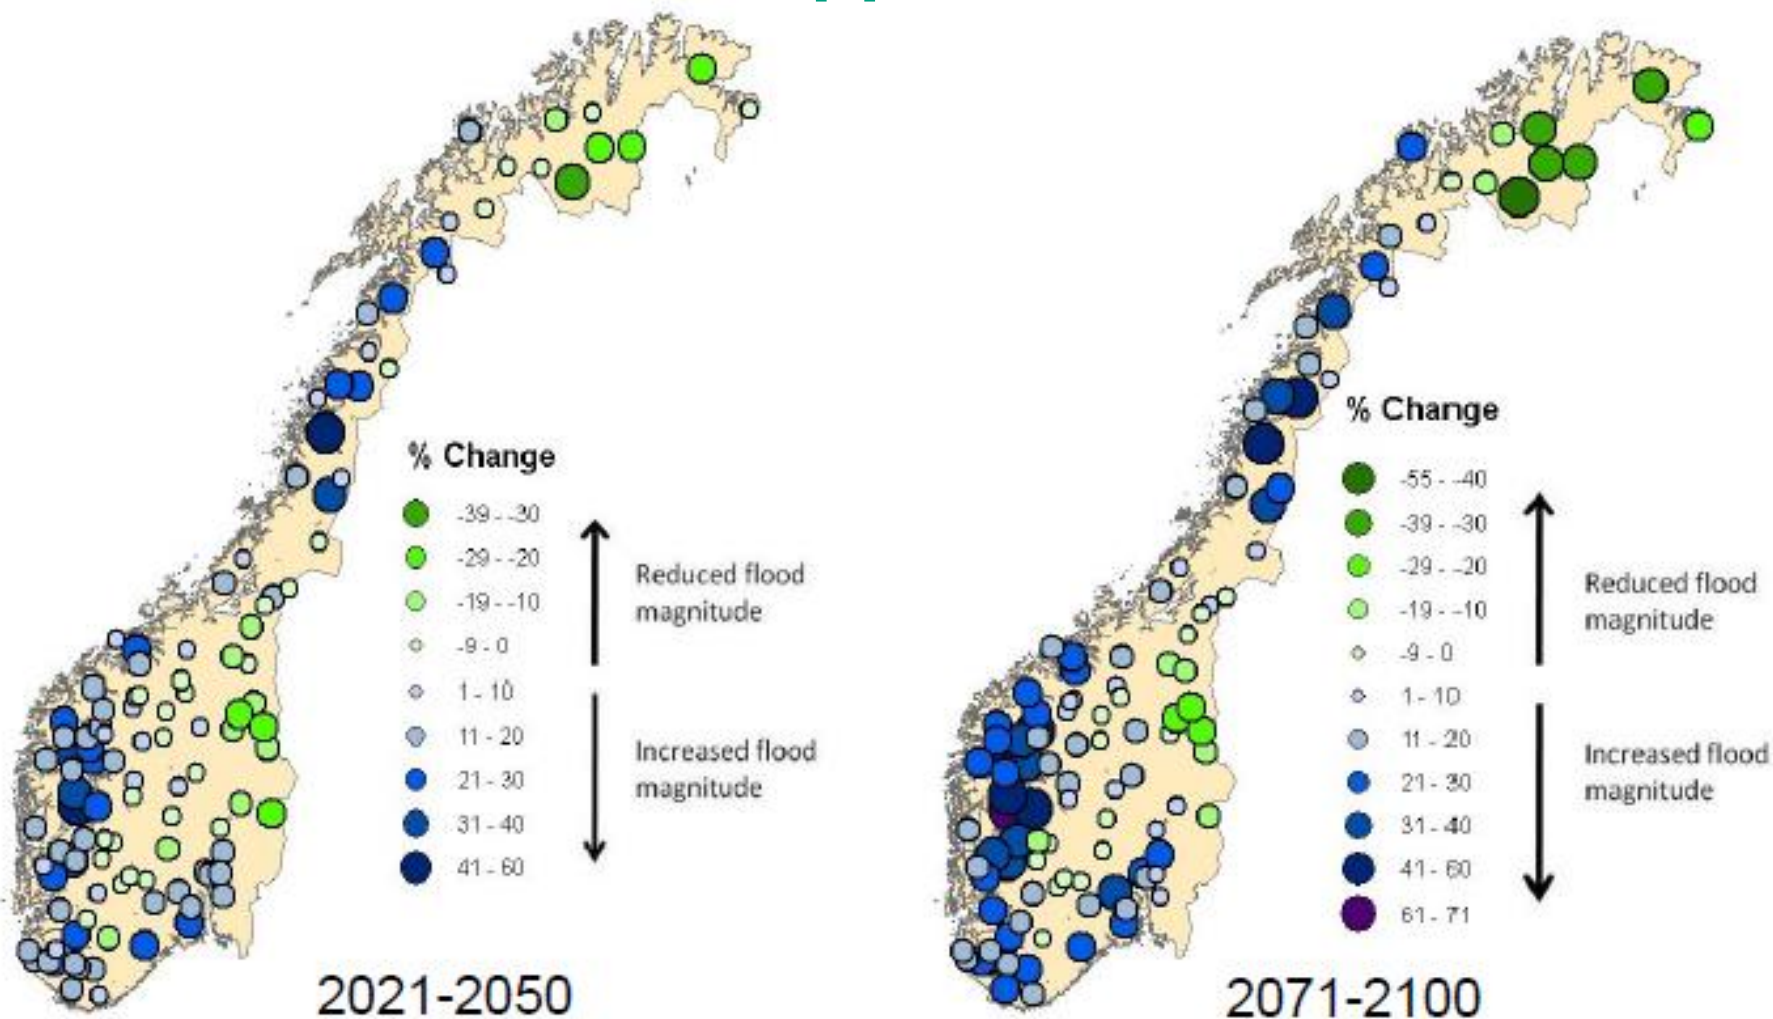 % Change
-39 - -30
-29 - -20
-19 - -10
-9 - 0
1 - 10
11 - 20
21 - 30
31 - 40
41 - 60
Reduced flood
magnitude
Increased flood
magnitude
2021-2050
% Change
-55 - -40
-39 - -30
-29 - -20
-19 - -10
-9 - 0
1 - 10
11 - 20
21 - 30
31 - 40
41 - 60
61 - 71
Reduced flood
magnitude
Increased flood
magnitude
2071-2100